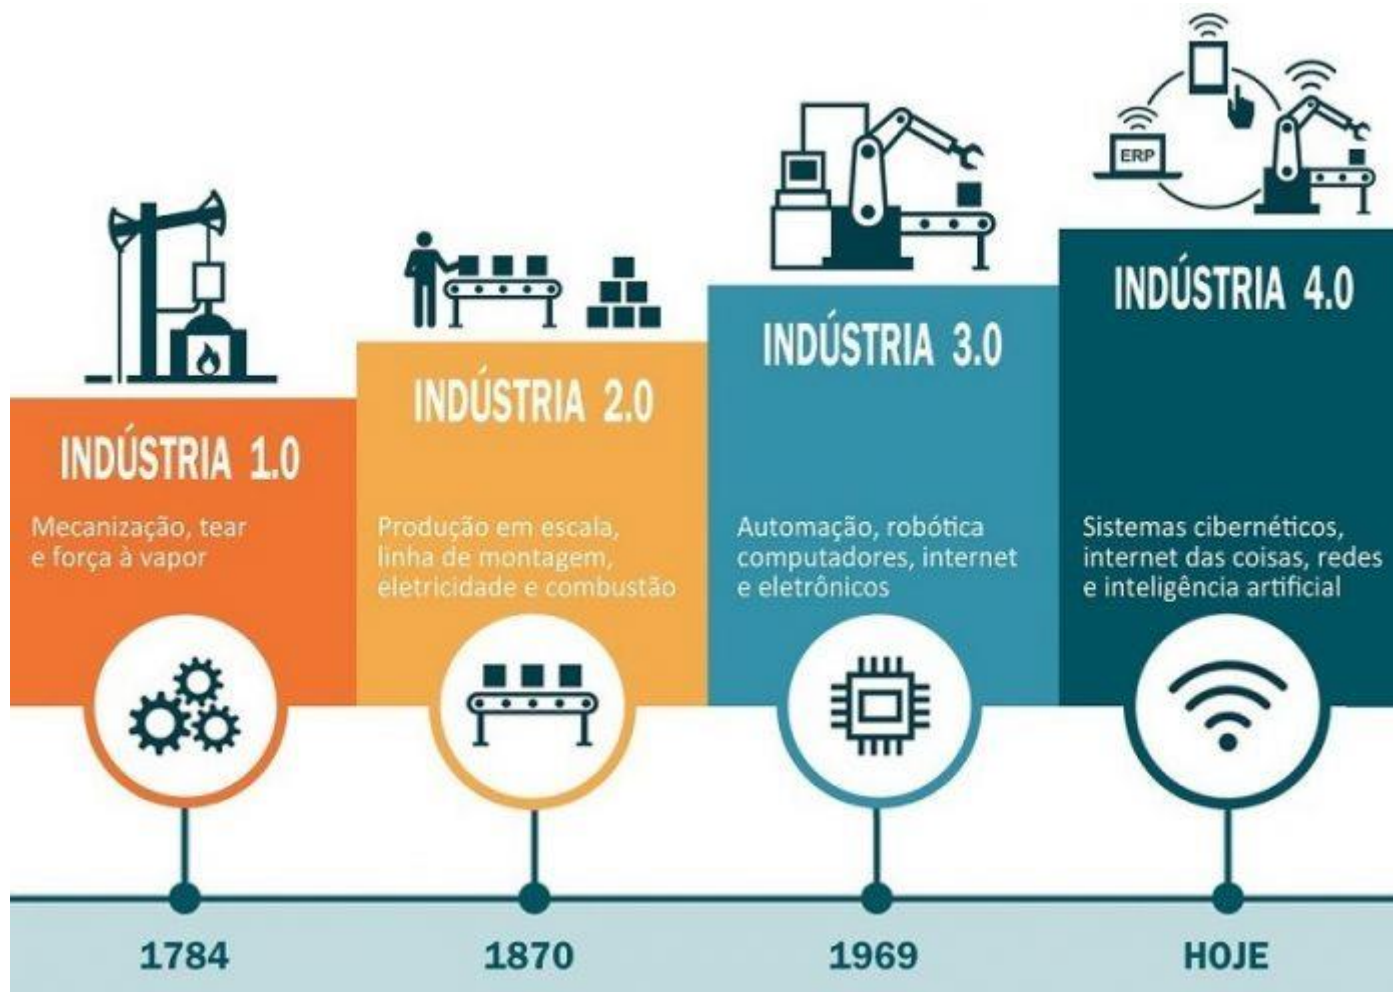 ERP
INDÚSTRIA 1.0
Mecanização, tear
e força à vapor
INDÚSTRIA 2.0
Produção em escala,
linha de montagem,
eletricidade e combustão
INDÚSTRIA 3.0
Automação, robótica
computadores, internet
e eletrônicos
INDÚSTRIA 4.0
Sistemas cibernéticos,
internet das coisas, redes
e inteligência artificial
1784
1870
1969
HOJE